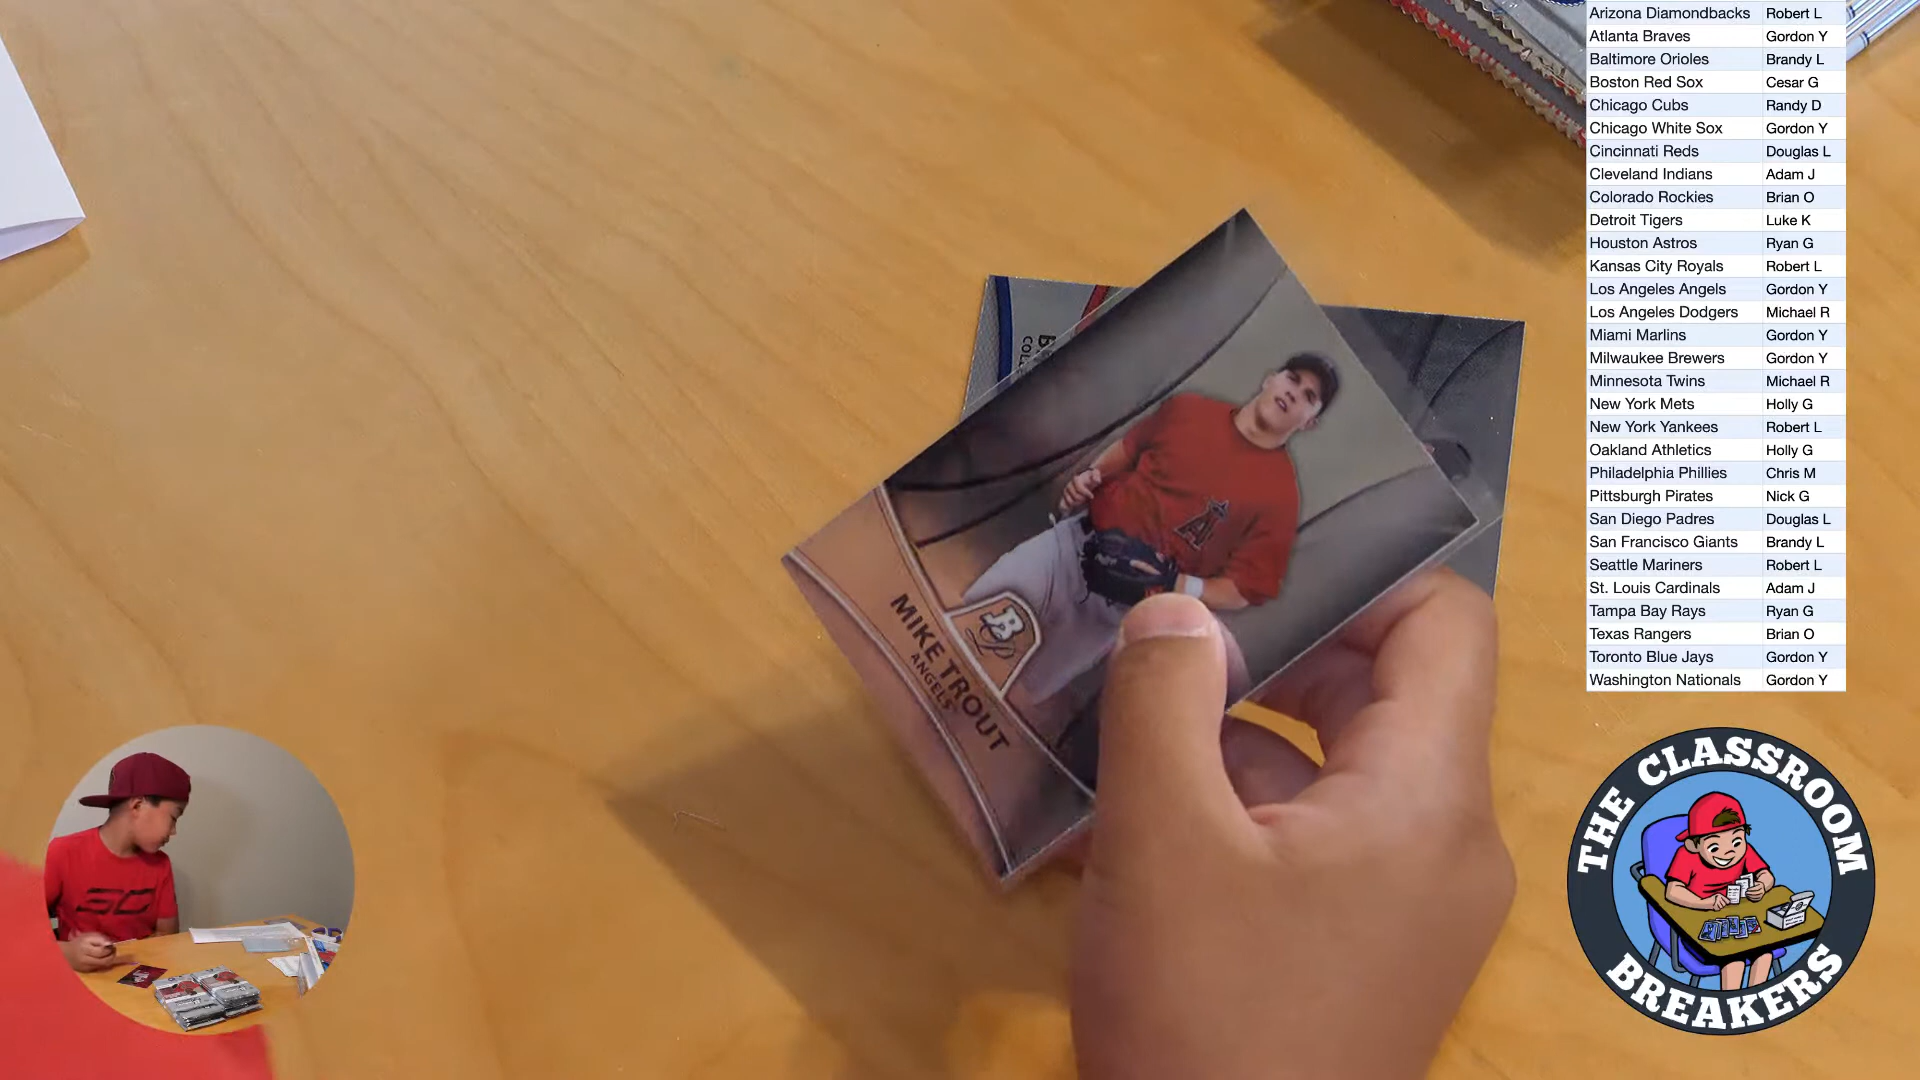 Arizona Diamondbacks Robert L
Atlanta Braves Gordon Y
Baltimore Orioles Brandy L
Boston Red Sox Cesar G
Chicago Cubs Randy D
Chicago White Sox Gordon Y
Cincinnati Reds Douglas L
Cleveland Indians Adam J
Colorado Rockies Brian O
Detroit Tigers Luke K
Houston Astros Ryan G
Kansas City Royals Robert L
Los Angeles Angels Gordon Y
Los Angeles Dodgers Michael R
Miami Marlins Gordon Y
Milwaukee Brewers Gordon Y
Minnesota Twins Michael R
New York Mets Holly G
New York Yankees Robert L
Oakland Athletics Holly G
Philadelphia Phillies Chris M
Pittsburgh Pirates Nick G
San Diego Padres Douglas L
San Francisco Giants Brandy L
Seattle Mariners Robert L
St. Louis Cardinals Adam J
Tampa Bay Rays Ryan G
Texas Rangers Brian O
Toronto Blue Jays Gordon Y
Washington Nationals Gordon Y
A
BP
MIKE TROUT
ANGELS
THE CLASSROOM
BREAKERS